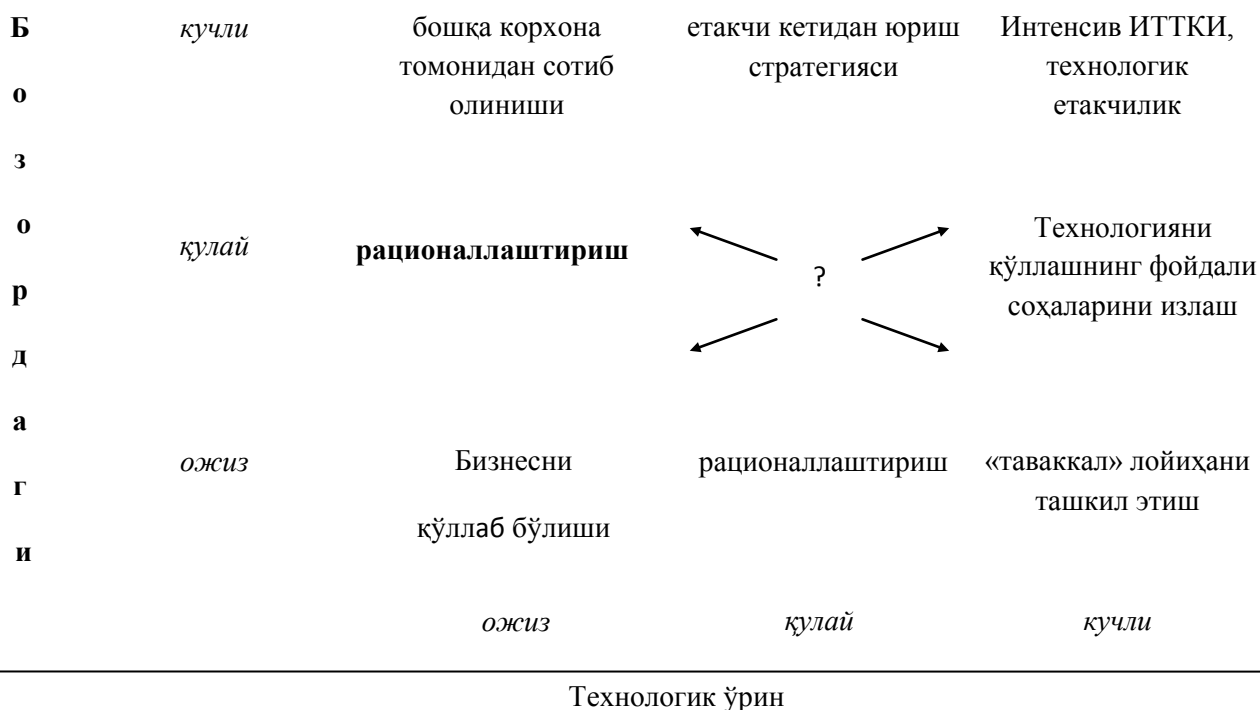 Бозордаги
кучли
бошқа корхона
томонидан сотиб
олиниши
етакчи кетидан юриш
стратегияси
Интенсив ИТТКИ,
технологик
етакчилик
қулай
рационаллаштириш
?
Технологияни
қўллашнинг фойдали
соҳаларини излаш
ожиз
Бизнесни
қўллаб бўлиши
рационаллаштириш
«таваккал» лойиҳани
ташкил этиш
ожиз
қулай
кучли
Технологик ўрин